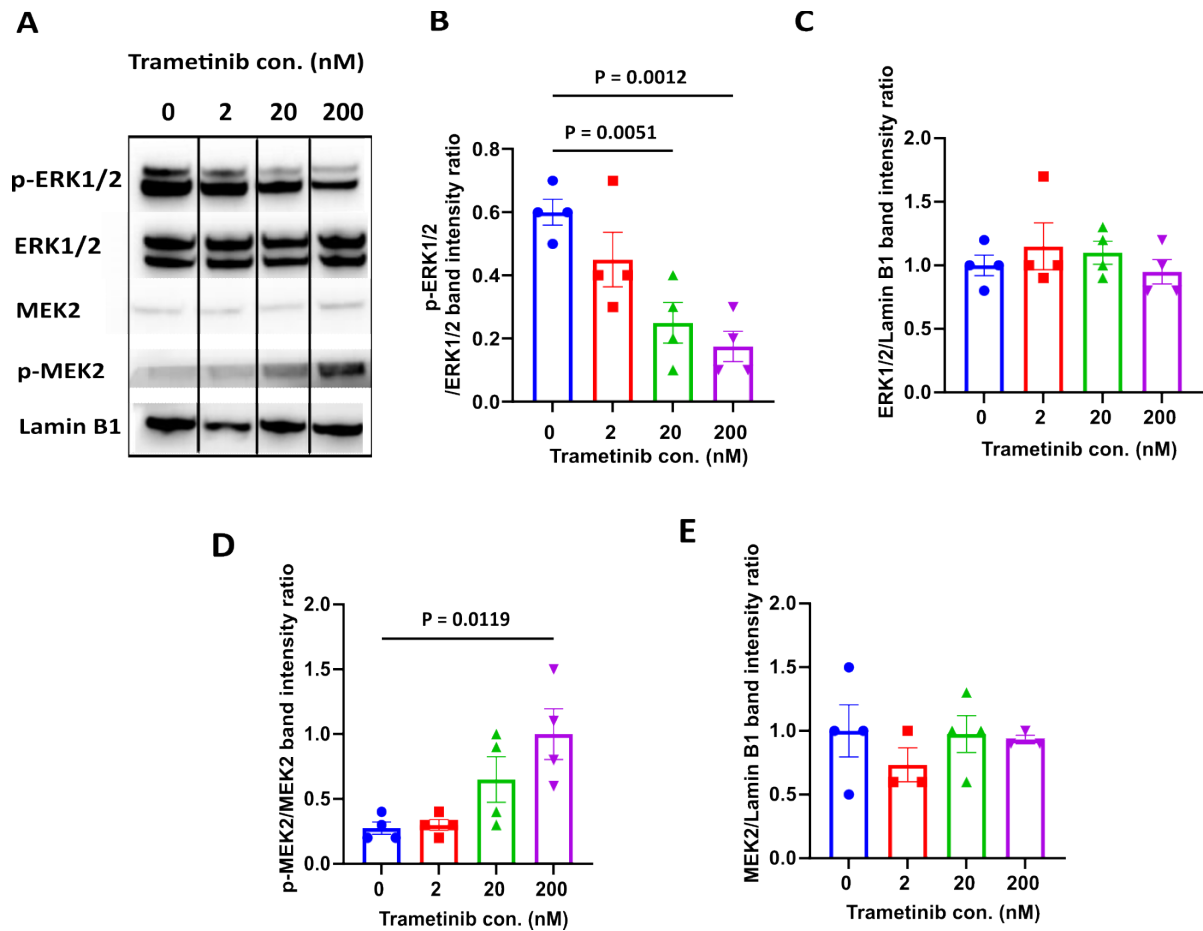 A
Trametinib con. (nM)
0 2 20 200
p-ERK1/2
ERK1/2
MEK2
p-MEK2
Lamin B1
B
P = 0.0012
P = 0.0051
p-ERK1/2
/ERK1/2 band intensity ratio
0.8
0.6
0.4
0.2
0.0
0 2 20 200
Trametinib con. (nM)
C
ERK1/2/Lamin B1 band intensity ratio
2.0
1.5
1.0
0.5
0.0
0 2 20 200
Trametinib con. (nM)
D
P = 0.0119
p-MEK2/MEK2 band intensity ratio
2.0
1.5
1.0
0.5
0.0
0 2 20 200
Trametinib con. (nM)
E
MEK2/Lamin B1 band intensity ratio
2.0
1.5
1.0
0.5
0.0
0 2 20 200
Trametinib con. (nM)